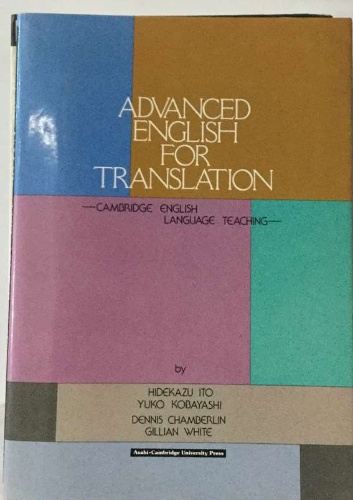 ADVANCED
ENGLISH
FOR
TRANSLATION
—CAMBRIDGE ENGLISH
LANGUAGE TEACHING—
by
HIDEKAZU ITO
YUKO KOBAYASHI
DENNIS CHAMBERLIN
GILLIAN WHITE
Asahi-Cambridge University Press